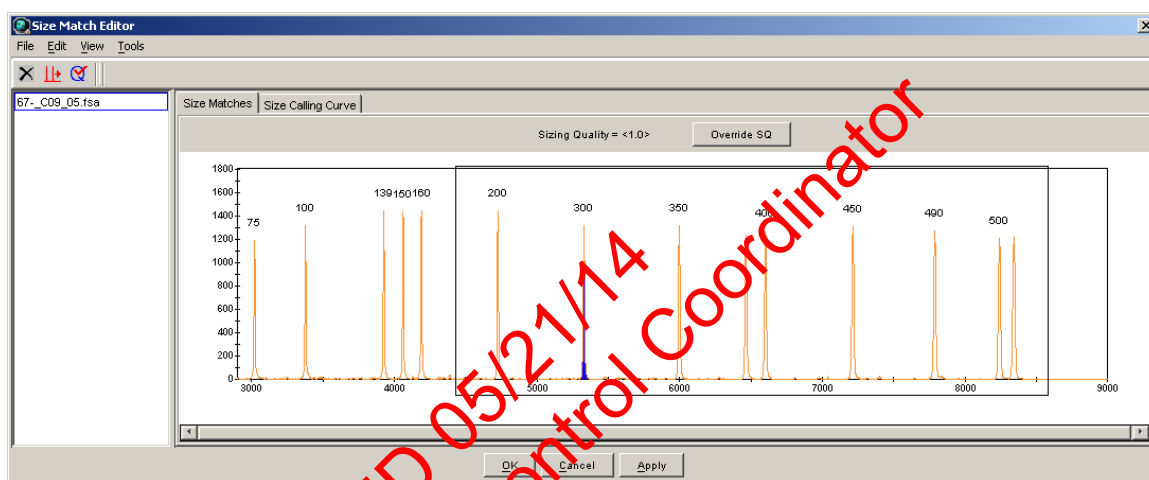 Size Match Editor
File Edit View Tools
67-_C09_05.fsa
Size Matches Size Calling Curve
Sizing Quality = <1.0> Override SQ
1800
1600
1400
1200
1000
800
600
400
200
0
75 100 139 150 160 200 300 350 400 450 490 500
3000 4000 5000 6000 7000 8000 9000
OK Cancel Apply
05/21/14
Control Coordinator